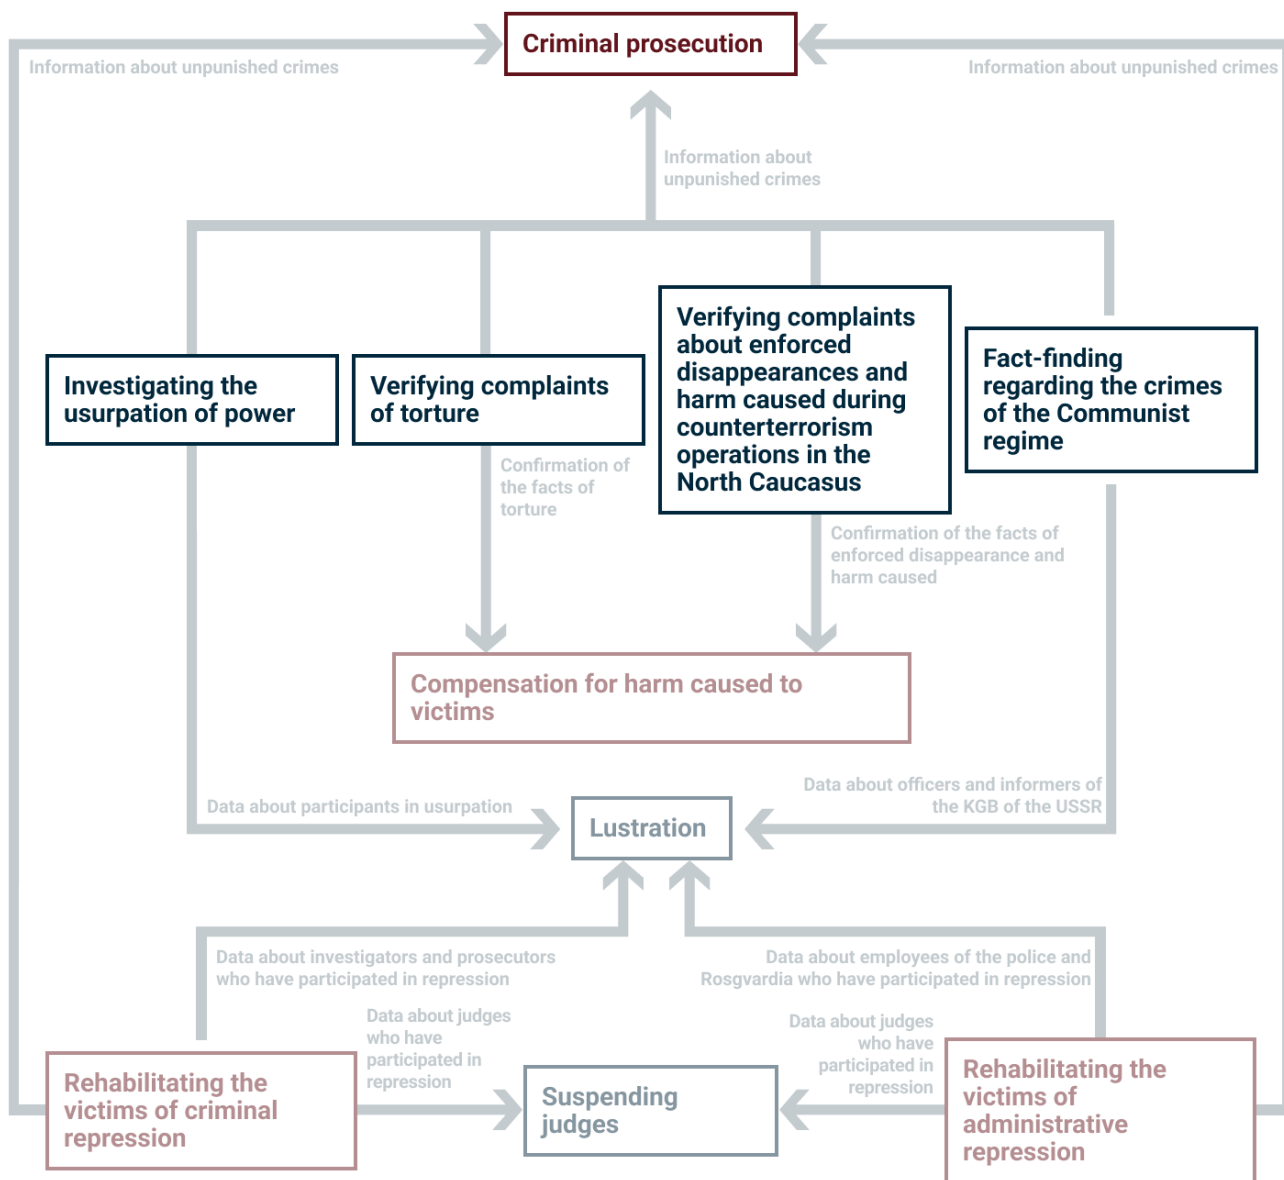 Criminal prosecution
Information about unpunished crimes
Information about unpunished crimes
Information about
unpunished crimes
Investigating the
usurpation of power
Verifying complaints
of torture
Verifying complaints
about enforced
disappearances and
harm caused during
counterterrorism
operations in the
North Caucasus
Fact-finding
regarding the crimes
of the Communist
regime
Confirmation of
the facts of
torture
Confirmation of the facts of
enforced disappearance and
harm caused
Compensation for harm caused to
victims
Data about participants in usurpation
Lustration
Data about officers and informers of
the KGB of the USSR
Data about investigators and prosecutors
who have participated in repression
Data about employees of the police and
Rosgvardia who have participated in repression
Data about judges
who have
participated in
repression
Data about judges
who have
participated in
repression
Rehabilitating the
victims of criminal
repression
Suspending
judges
Rehabilitating the
victims of
administrative
repression